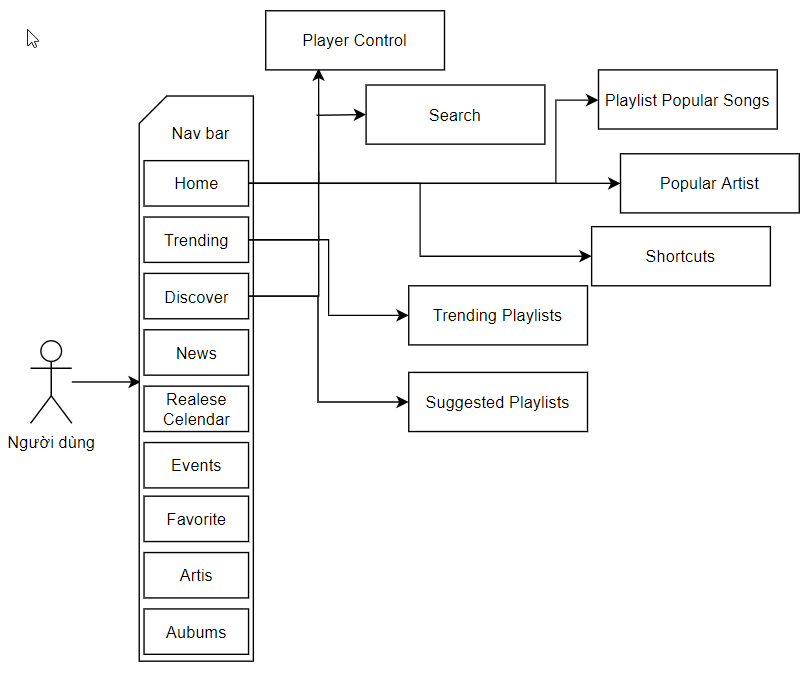 Player Control
Search
Playlist Popular Songs
Nav bar
Home
Popular Artist
Trending
Shortcuts
Discover
Trending Playlists
News
Realese
Celendar
Suggested Playlists
Người dùng
Events
Favorite
Artis
Aubums